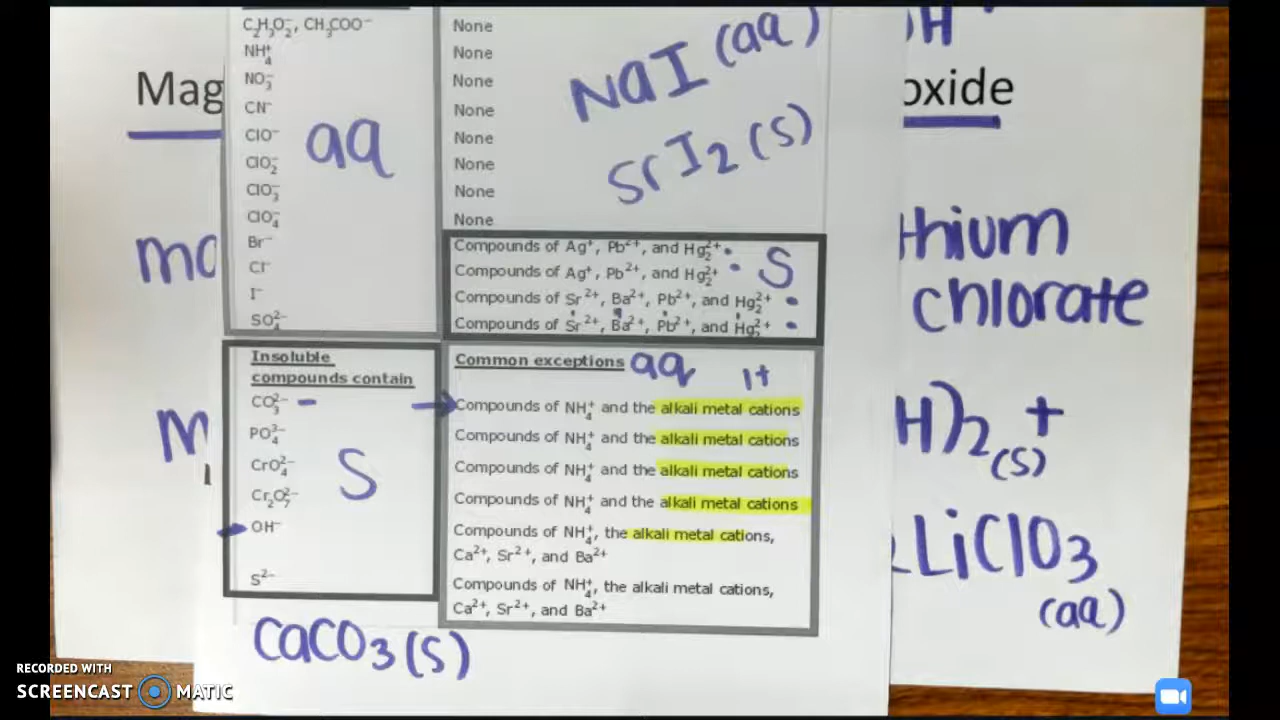 C₂H₃O₂⁻, CH₃COO⁻ None
NH₄⁺ None
NO₃⁻ None
CN⁻ None
ClO⁻ None
ClO₂⁻ None
ClO₃⁻ None
ClO₄⁻ None
aq
NaI (aq)
SrI₂ (s)
Br⁻ Compounds of Ag⁺, Pb²⁺, and Hg₂²⁺
Cl⁻ Compounds of Ag⁺, Pb²⁺, and Hg₂²⁺
I⁻ Compounds of Sr²⁺, Ba²⁺, Pb²⁺, and Hg₂²⁺
SO₄²⁻ Compounds of Sr²⁺, Ba²⁺, Pb²⁺, and Hg₂²⁺
S
Insoluble
compounds contain
Common exceptions aq
1+
CO₃²⁻ Compounds of NH₄⁺ and the alkali metal cations
PO₄³⁻ Compounds of NH₄⁺ and the alkali metal cations
CrO₄²⁻ Compounds of NH₄⁺ and the alkali metal cations
Cr₂O₇²⁻ Compounds of NH₄⁺ and the alkali metal cations
OH⁻ Compounds of NH₄⁺, the alkali metal cations,
Ca²⁺, Sr²⁺, and Ba²⁺
S²⁻ Compounds of NH₄⁺, the alkali metal cations,
Ca²⁺, Sr²⁺, and Ba²⁺
S
CaCO₃ (s)
Mag
oxide
thium
chlorate
H)₂ (s) +
LiClO₃
(aq)
RECORDED WITH
SCREENCAST MATIC